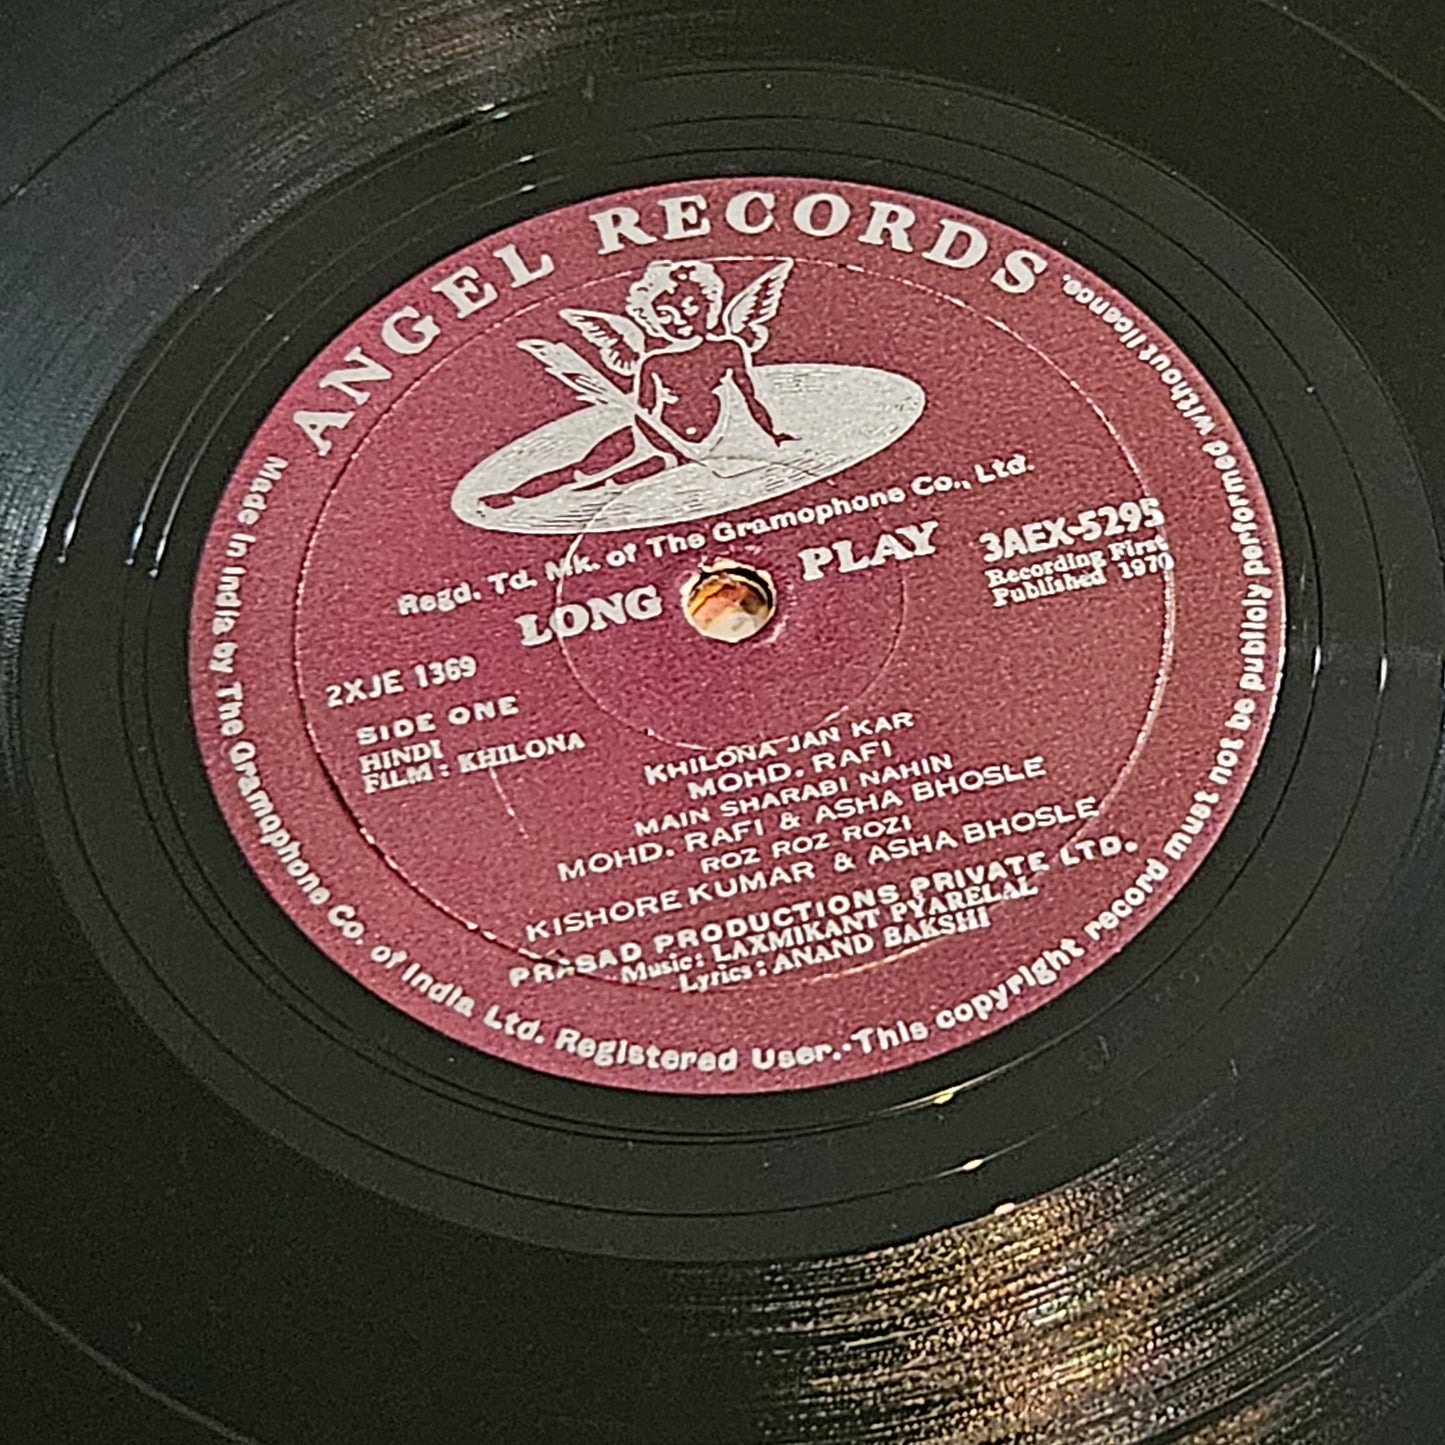 ANGEL RECORDS
Regd. Td. Mk. of The Gramophone Co., Ltd.
LONG PLAY
3AEX-5295
Recording First
Published 1970
2XJE 1369
SIDE ONE
HINDI
FILM: KHILONA
KHILONA JAN KAR
MOHD. RAFI
MAIN SHARABI NAHIN
MOHD. RAFI & ASHA BHOSLE
ROZ ROZ ROZI
KISHORE KUMAR & ASHA BHOSLE
PRASAD PRODUCTIONS PRIVATE LTD.
Music: LAXMIKANT PYARELAL
Lyrics: ANAND BAKSHI
Made in India by The Gramophone Co. of India Ltd. Registered User.·This copyright record must not be publicly performed without licence.